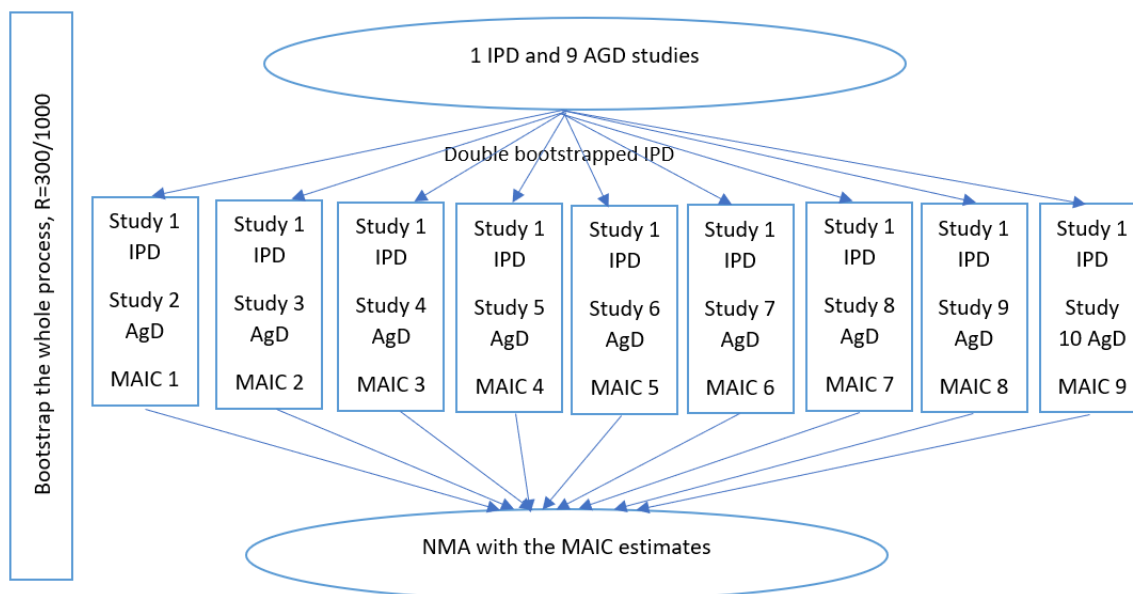 Bootstrap the whole process, R=300/1000
1 IPD and 9 AGD studies
Double bootstrapped IPD
Study 1
IPD
Study 2
AgD
MAIC 1
Study 1
IPD
Study 3
AgD
MAIC 2
Study 1
IPD
Study 4
AgD
MAIC 3
Study 1
IPD
Study 5
AgD
MAIC 4
Study 1
IPD
Study 6
AgD
MAIC 5
Study 1
IPD
Study 7
AgD
MAIC 6
Study 1
IPD
Study 8
AgD
MAIC 7
Study 1
IPD
Study 9
AgD
MAIC 8
Study 1
IPD
Study
10 AgD
MAIC 9
NMA with the MAIC estimates